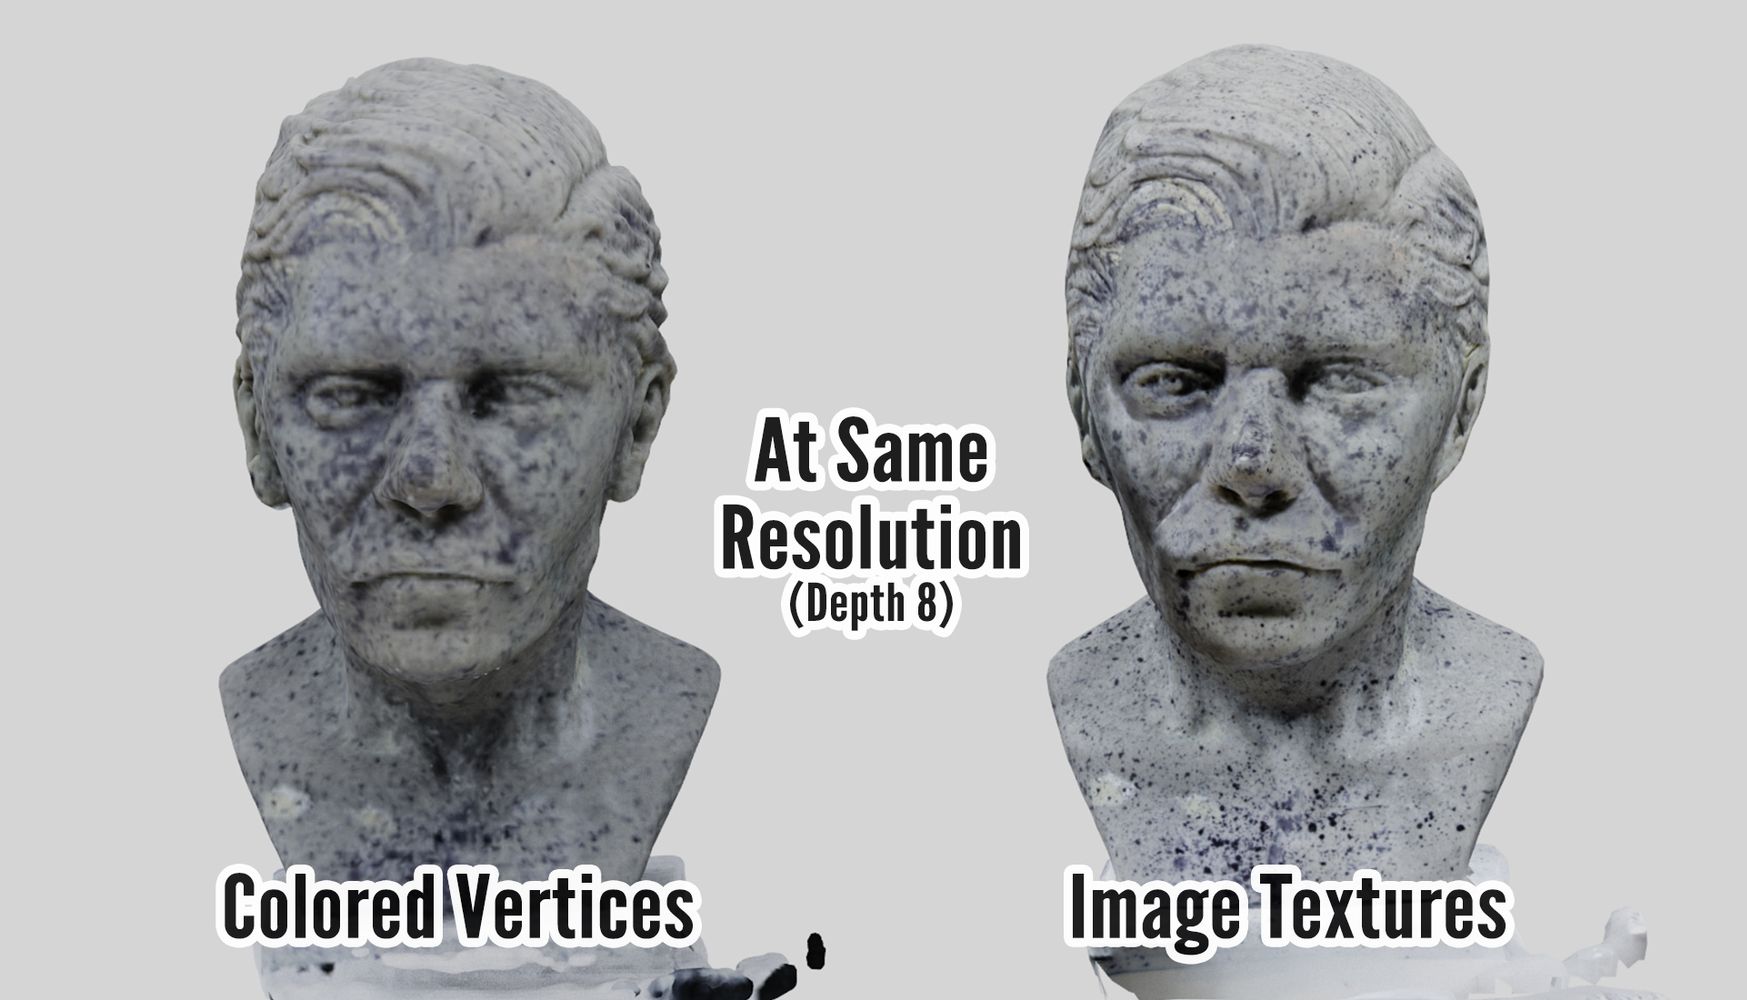 At Same
Resolution
(Depth 8)
Colored Vertices
Image Textures